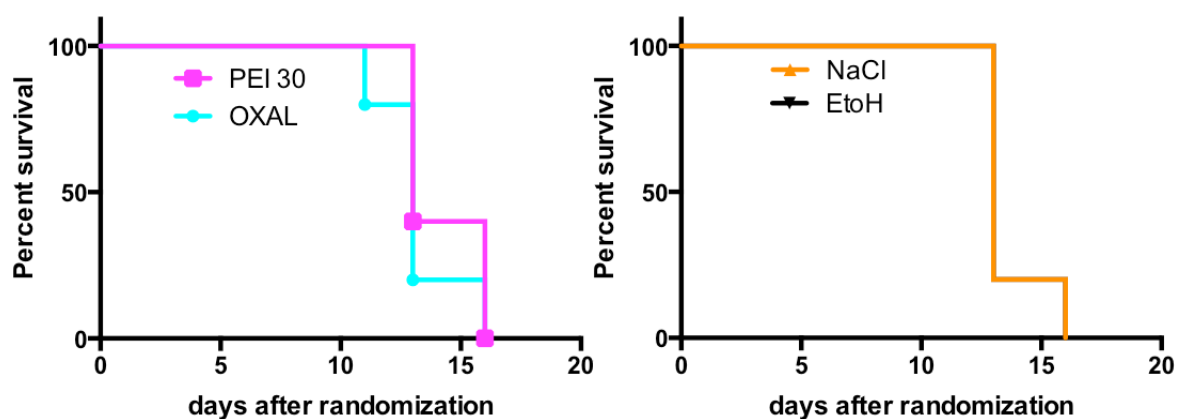 Percent survival
100
50
0
PEI 30
OXAL
0 5 10 15 20
days after randomization
Percent survival
100
50
0
NaCl
EtoH
0 5 10 15 20
days after randomization